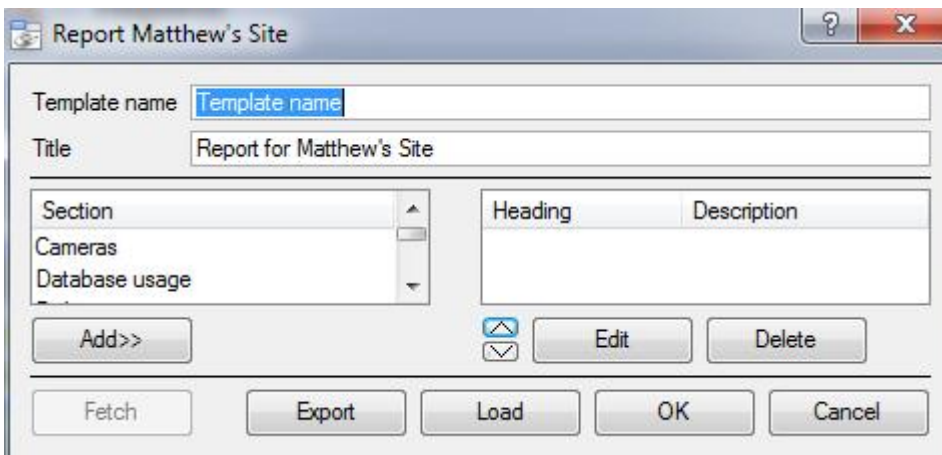 Report Matthew's Site
Template name Template name
Title Report for Matthew's Site
Section Heading Description
Cameras
Database usage
Add>> Edit Delete
Fetch Export Load OK Cancel